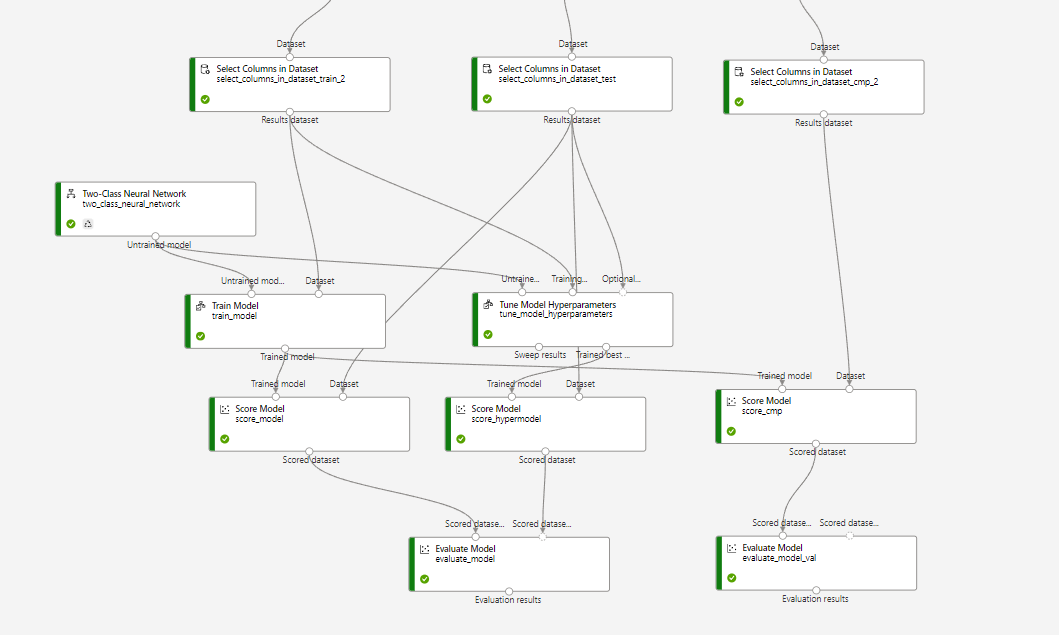 Dataset
Dataset
Dataset
Select Columns in Dataset
select_columns_in_dataset_train_2
Select Columns in Dataset
select_columns_in_dataset_test
Select Columns in Dataset
select_columns_in_dataset_cmp_2
Results dataset
Results dataset
Results dataset
Two-Class Neural Network
two_class_neural_network
Untrained model
Untrained mod...
Dataset
Untraine...
Training...
Optional...
Train Model
train_model
Tune Model Hyperparameters
tune_model_hyperparameters
Trained model
Sweep results
Trained best ...
Trained model
Dataset
Trained model
Dataset
Trained model
Dataset
Score Model
score_model
Score Model
score_hypermodel
Score Model
score_cmp
Scored dataset
Scored dataset
Scored dataset
Scored datase...
Scored datase...
Scored datase...
Scored datase...
Evaluate Model
evaluate_model
Evaluate Model
evaluate_model_val
Evaluation results
Evaluation results